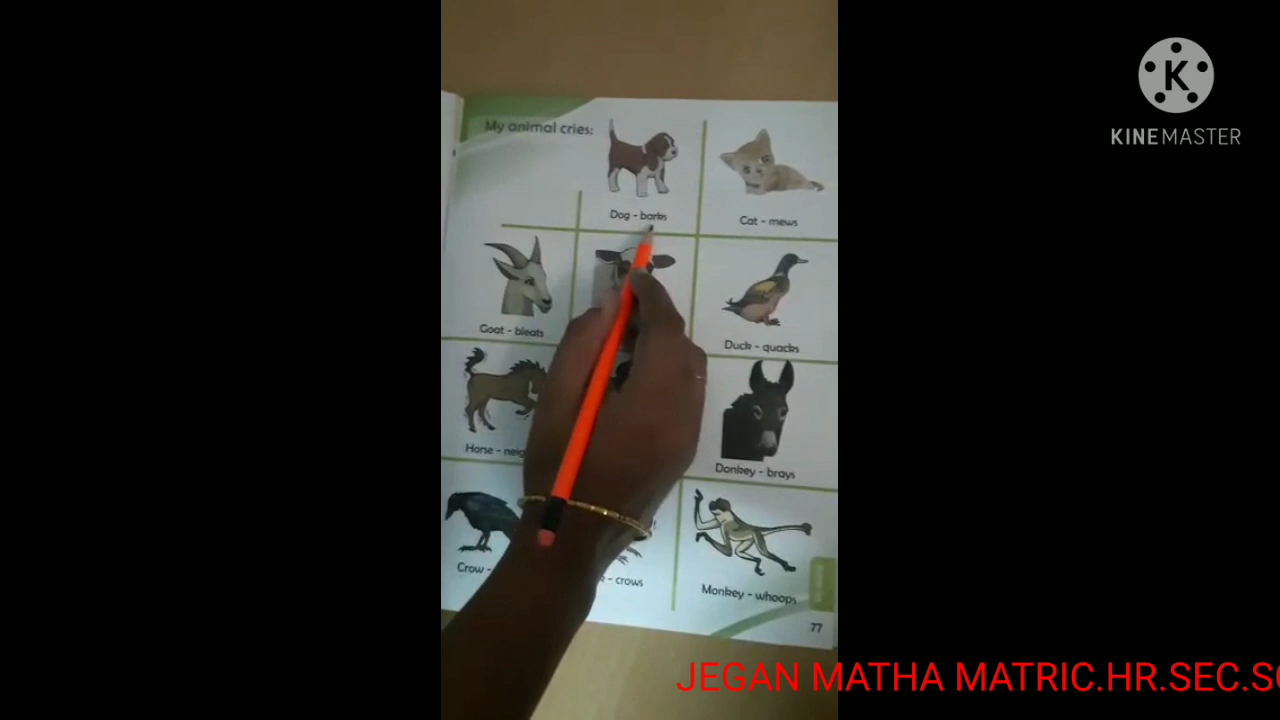 My animal cries:
Dog - barks
Cat - mews
Goat - bleats
Duck - quacks
Horse -
Donkey - brays
Crow -
- crows
Monkey - whoops
77
KINEMASTER
JEGAN MATHA MATRIC.HR.SEC.